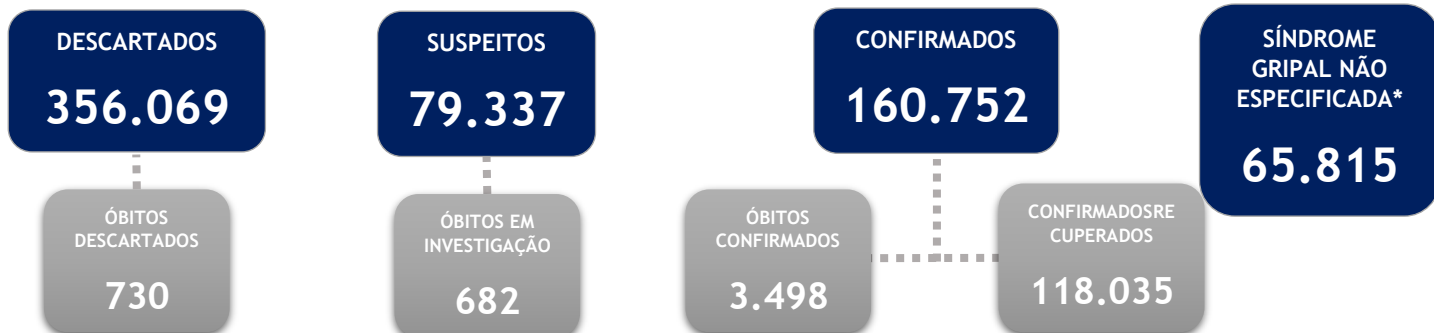 DESCARTADOS
356.069
SUSPEITOS
79.337
CONFIRMADOS
160.752
SÍNDROME
GRIPAL NÃO
ESPECIFICADA*
65.815
ÓBITOS
DESCARTADOS
730
ÓBITOS EM
INVESTIGAÇÃO
682
ÓBITOS
CONFIRMADOS
3.498
CONFIRMADOSRE
CUPERADOS
118.035